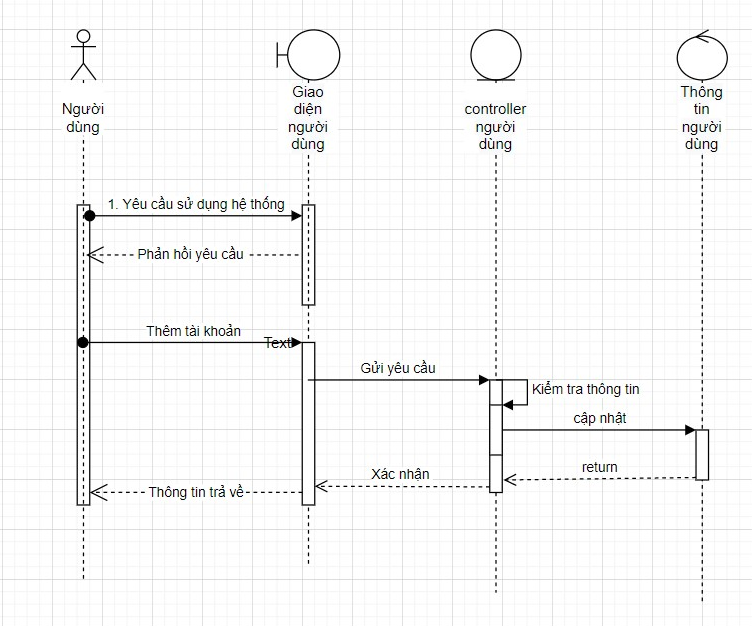 Người
dùng
Giao
diện
người
dùng
controller
người
dùng
Thông
tin
người
dùng
1. Yêu cầu sử dụng hệ thống
Phản hồi yêu cầu
Thêm tài khoản
Text
Gửi yêu cầu
Kiểm tra thông tin
cập nhật
return
Xác nhận
Thông tin trả về